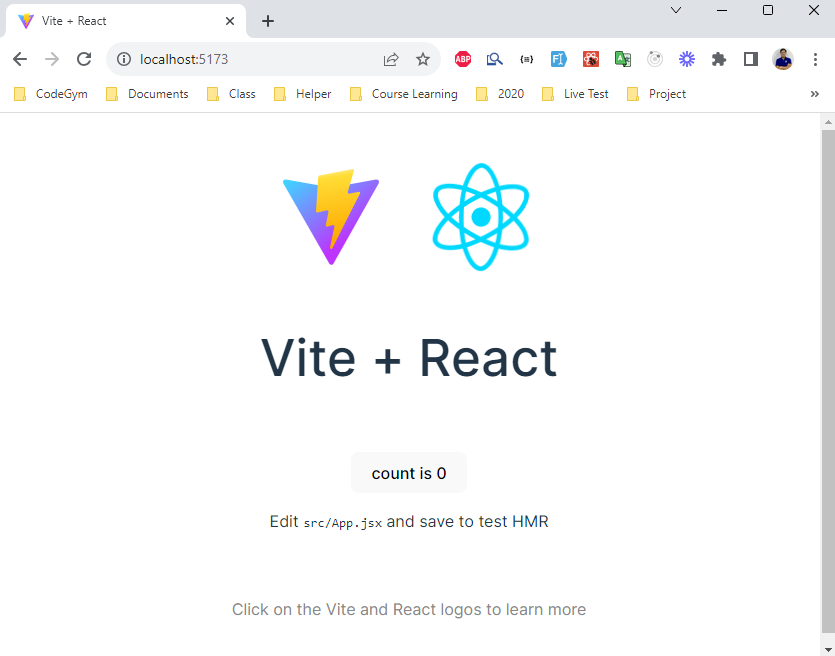 Vite + React
localhost:5173
ABP
CodeGym Documents Class Helper Course Learning 2020 Live Test Project
Vite + React
count is 0
Edit src/App.jsx and save to test HMR
Click on the Vite and React logos to learn more